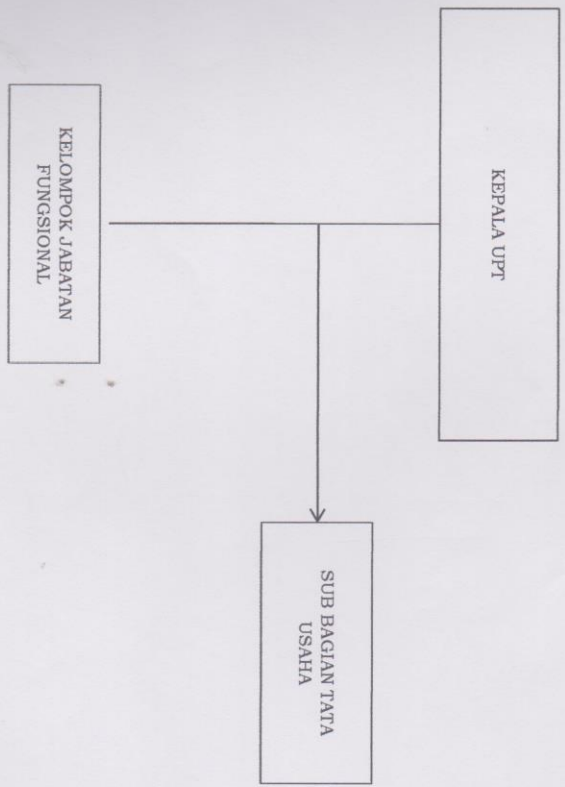 KEPALA UPT
SUB BAGIAN TATA
USAHA
KELOMPOK JABATAN
FUNGSIONAL